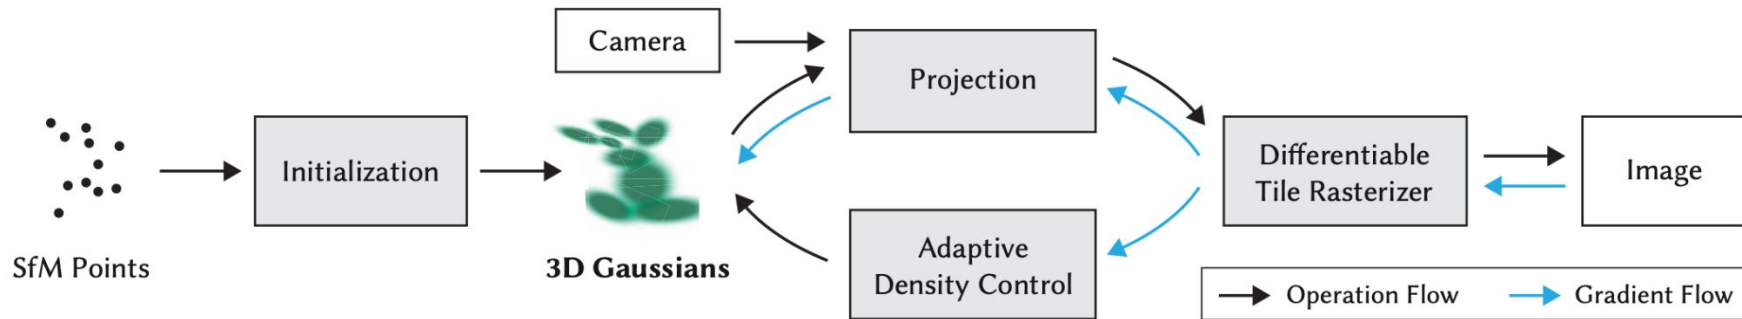 Camera
Projection
Initialization
Differentiable
Tile Rasterizer
Image
SfM Points
3D Gaussians
Adaptive
Density Control
Operation Flow
Gradient Flow